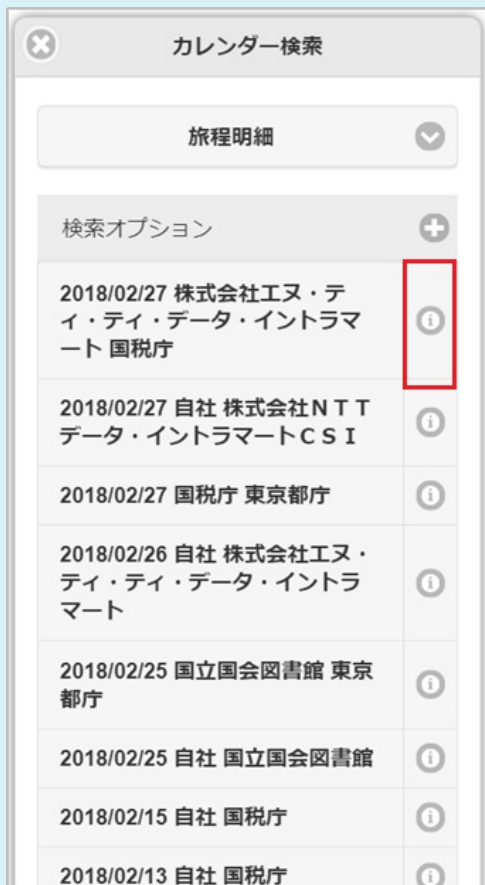 カレンダー検索
旅程明細
検索オプション
2018/02/27 株式会社エヌ・テ
ィ・ティ・データ・イントラマ
ート 国税庁
2018/02/27 自社 株式会社ＮＴＴ
データ・イントラマートＣＳＩ
2018/02/27 国税庁 東京都庁
2018/02/26 自社 株式会社エヌ・
ティ・ティ・データ・イントラ
マート
2018/02/25 国立国会図書館 東京
都庁
2018/02/25 自社 国立国会図書館
2018/02/15 自社 国税庁
2018/02/13 自社 国税庁